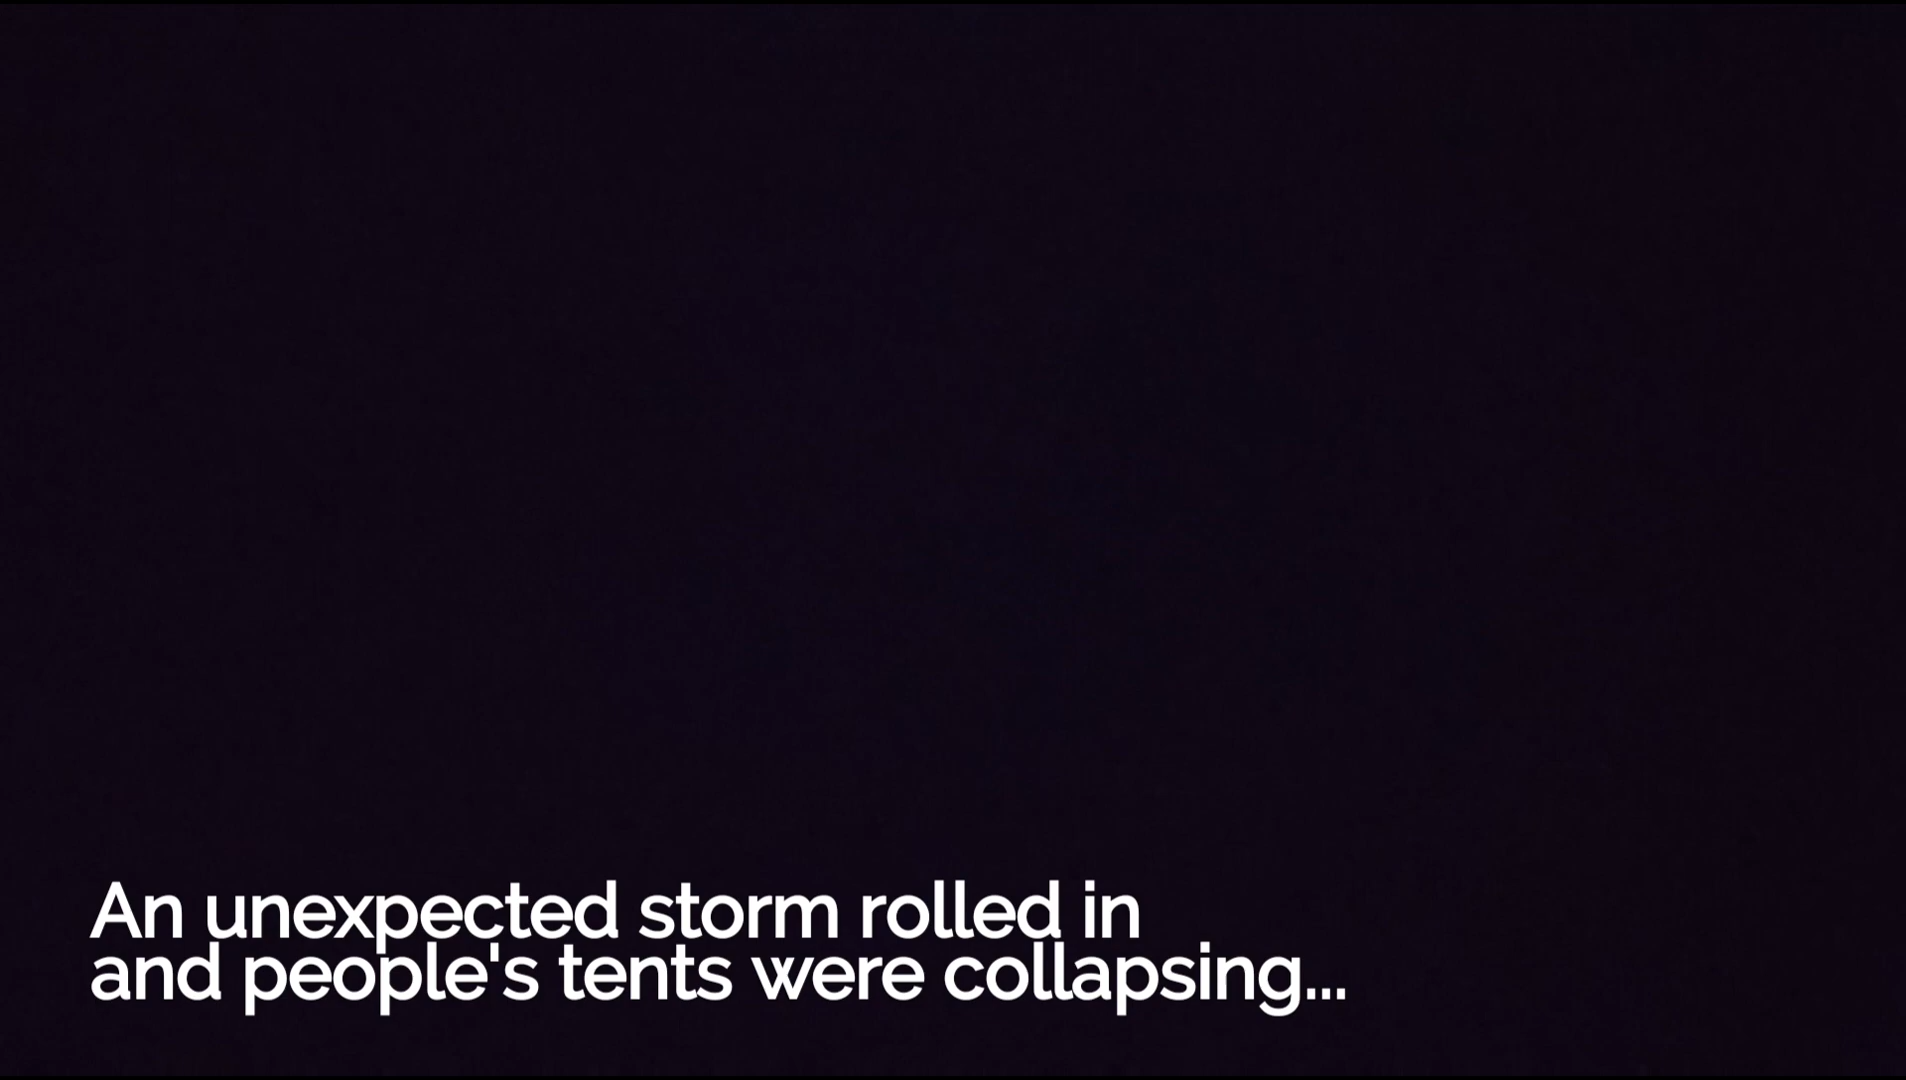 An unexpected storm rolled in
and people's tents were collapsing...